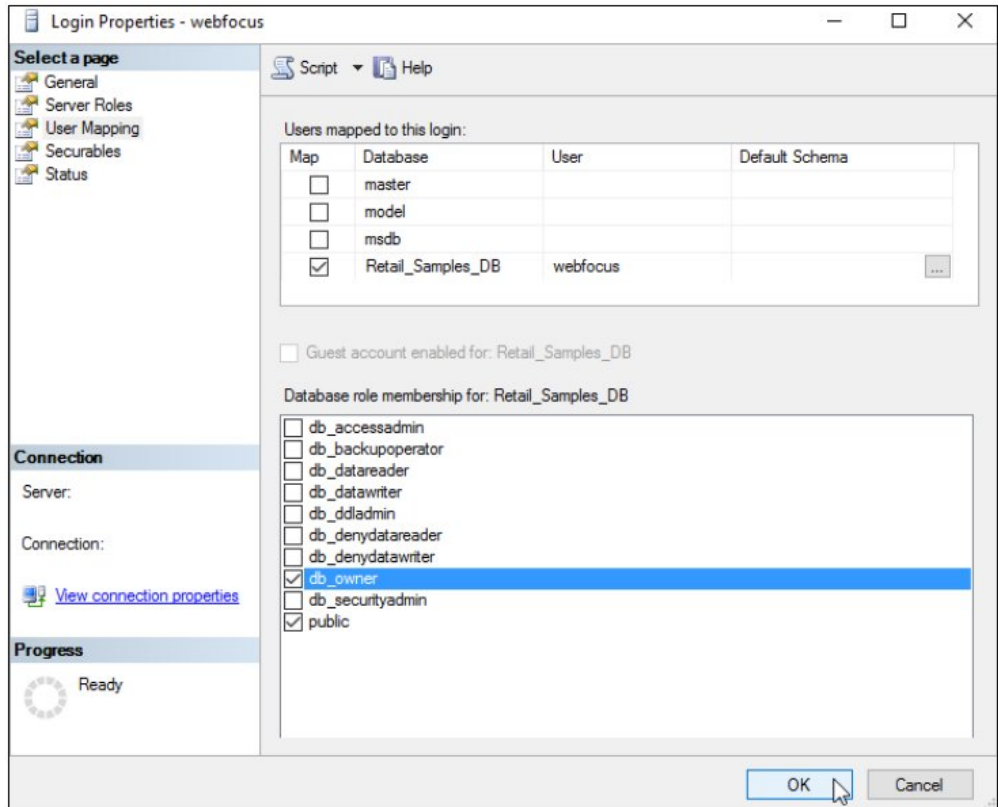 Login Properties - webfocus
Select a page
General
Server Roles
User Mapping
Securables
Status
Script Help
Users mapped to this login:
Map Database User Default Schema
master
model
msdb
Retail_Samples_DB webfocus ...
Guest account enabled for: Retail_Samples_DB
Database role membership for: Retail_Samples_DB
db_accessadmin
db_backupoperator
db_datareader
db_datawriter
db_ddladmin
db_denydatareader
db_denydatawriter
db_owner
db_securityadmin
public
Connection
Server:
Connection:
View connection properties
Progress
Ready
OK Cancel